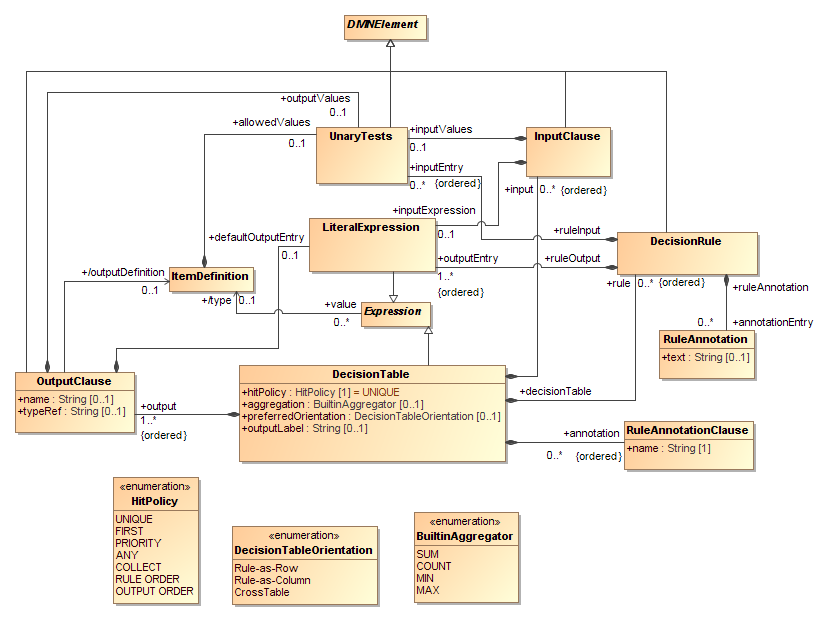 DMNElement
+outputValues
0..1
+allowedValues
0..1
UnaryTests
+inputValues
0..1
InputClause
+inputEntry
0..* {ordered}
+input 0..* {ordered}
+inputExpression
0..1
+ruleInput
LiteralExpression
+defaultOutputEntry
0..1
DecisionRule
+outputEntry
1..*
{ordered}
+ruleOutput
+/outputDefinition
0..1
ItemDefinition
+/type 0..1
+rule 0..* {ordered}
+ruleAnnotation
+value
0..*
Expression
0..* +annotationEntry
RuleAnnotation
+text : String [0..1]
OutputClause
+name : String [0..1]
+typeRef : String [0..1]
+output
1..*
{ordered}
DecisionTable
+hitPolicy : HitPolicy [1] = UNIQUE
+aggregation : BuiltinAggregator [0..1]
+preferredOrientation : DecisionTableOrientation [0..1]
+outputLabel : String [0..1]
+decisionTable
+annotation
0..* {ordered}
RuleAnnotationClause
+name : String [1]
«enumeration»
HitPolicy
UNIQUE
FIRST
PRIORITY
ANY
COLLECT
RULE ORDER
OUTPUT ORDER
«enumeration»
DecisionTableOrientation
Rule-as-Row
Rule-as-Column
CrossTable
«enumeration»
BuiltinAggregator
SUM
COUNT
MIN
MAX